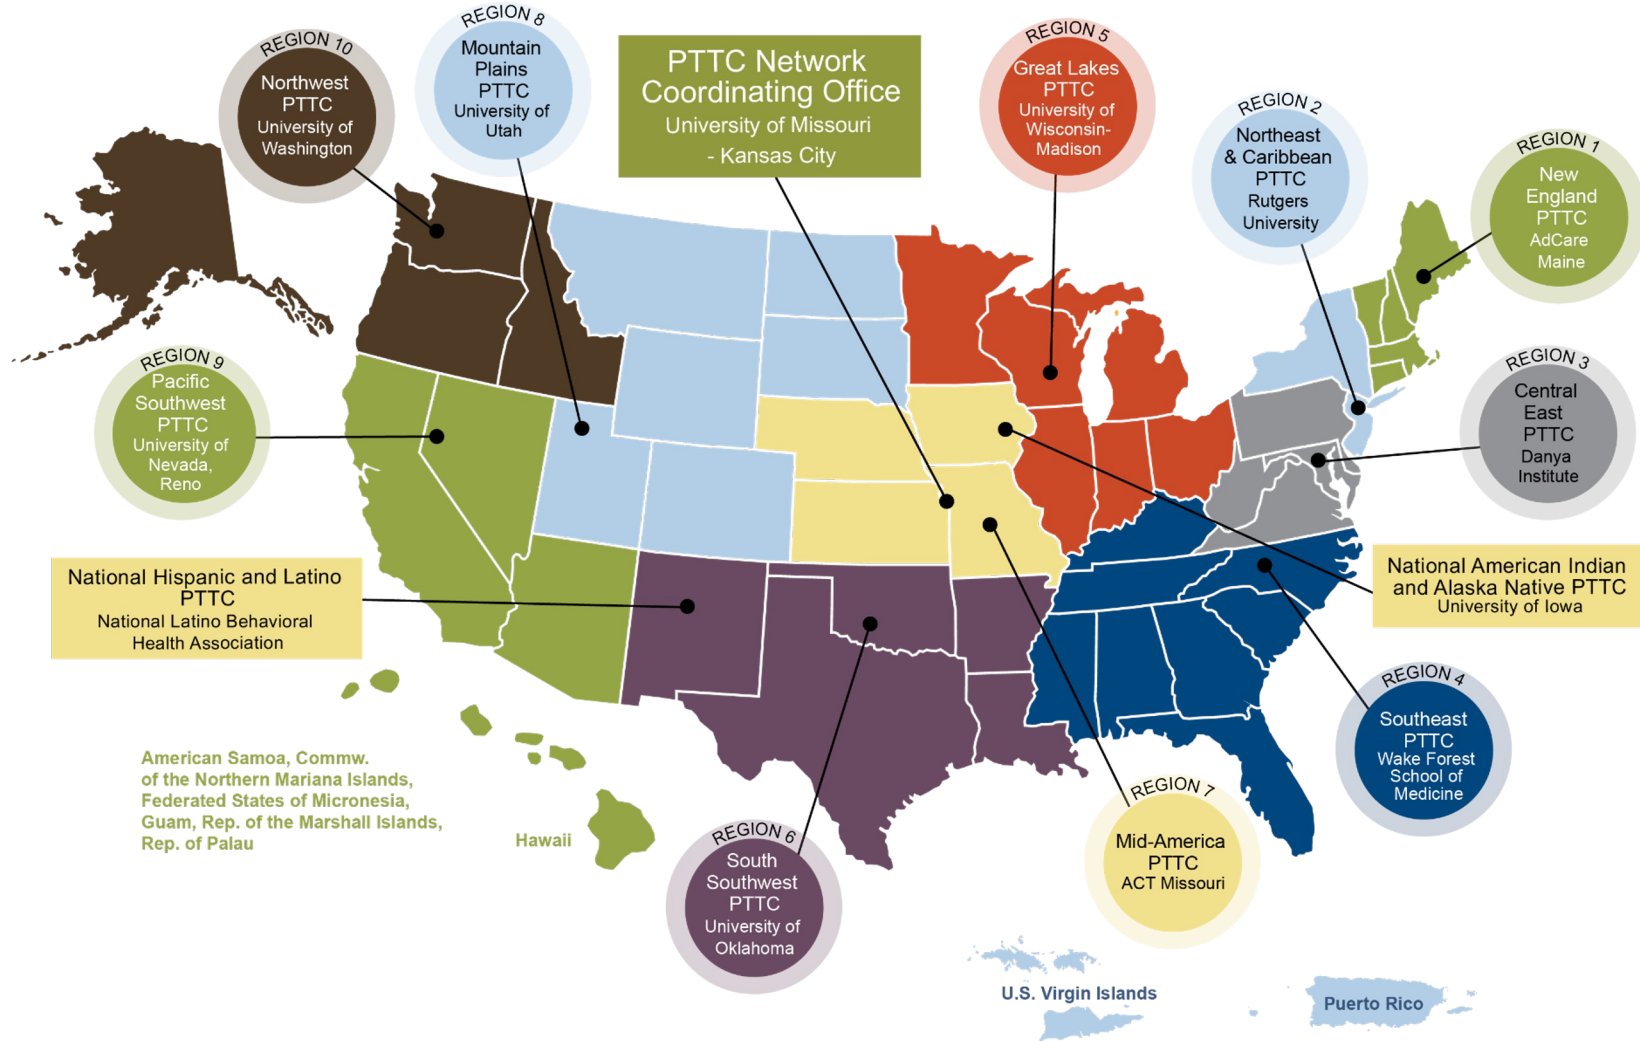 REGION 10
Northwest
PTTC
University of
Washington
REGION 8
Mountain
Plains
PTTC
University of
Utah
PTTC Network
Coordinating Office
University of Missouri
- Kansas City
REGION 5
Great Lakes
PTTC
University of
Wisconsin-
Madison
REGION 2
Northeast
& Caribbean
PTTC
Rutgers
University
REGION 1
New
England
PTTC
AdCare
Maine
REGION 9
Pacific
Southwest
PTTC
University of
Nevada,
Reno
REGION 3
Central
East
PTTC
Danya
Institute
National Hispanic and Latino
PTTC
National Latino Behavioral
Health Association
National American Indian
and Alaska Native PTTC
University of Iowa
REGION 4
Southeast
PTTC
Wake Forest
School of
Medicine
American Samoa, Commw.
of the Northern Mariana Islands,
Federated States of Micronesia,
Guam, Rep. of the Marshall Islands,
Rep. of Palau
Hawaii
REGION 6
South
Southwest
PTTC
University of
Oklahoma
REGION 7
Mid-America
PTTC
ACT Missouri
U.S. Virgin Islands
Puerto Rico